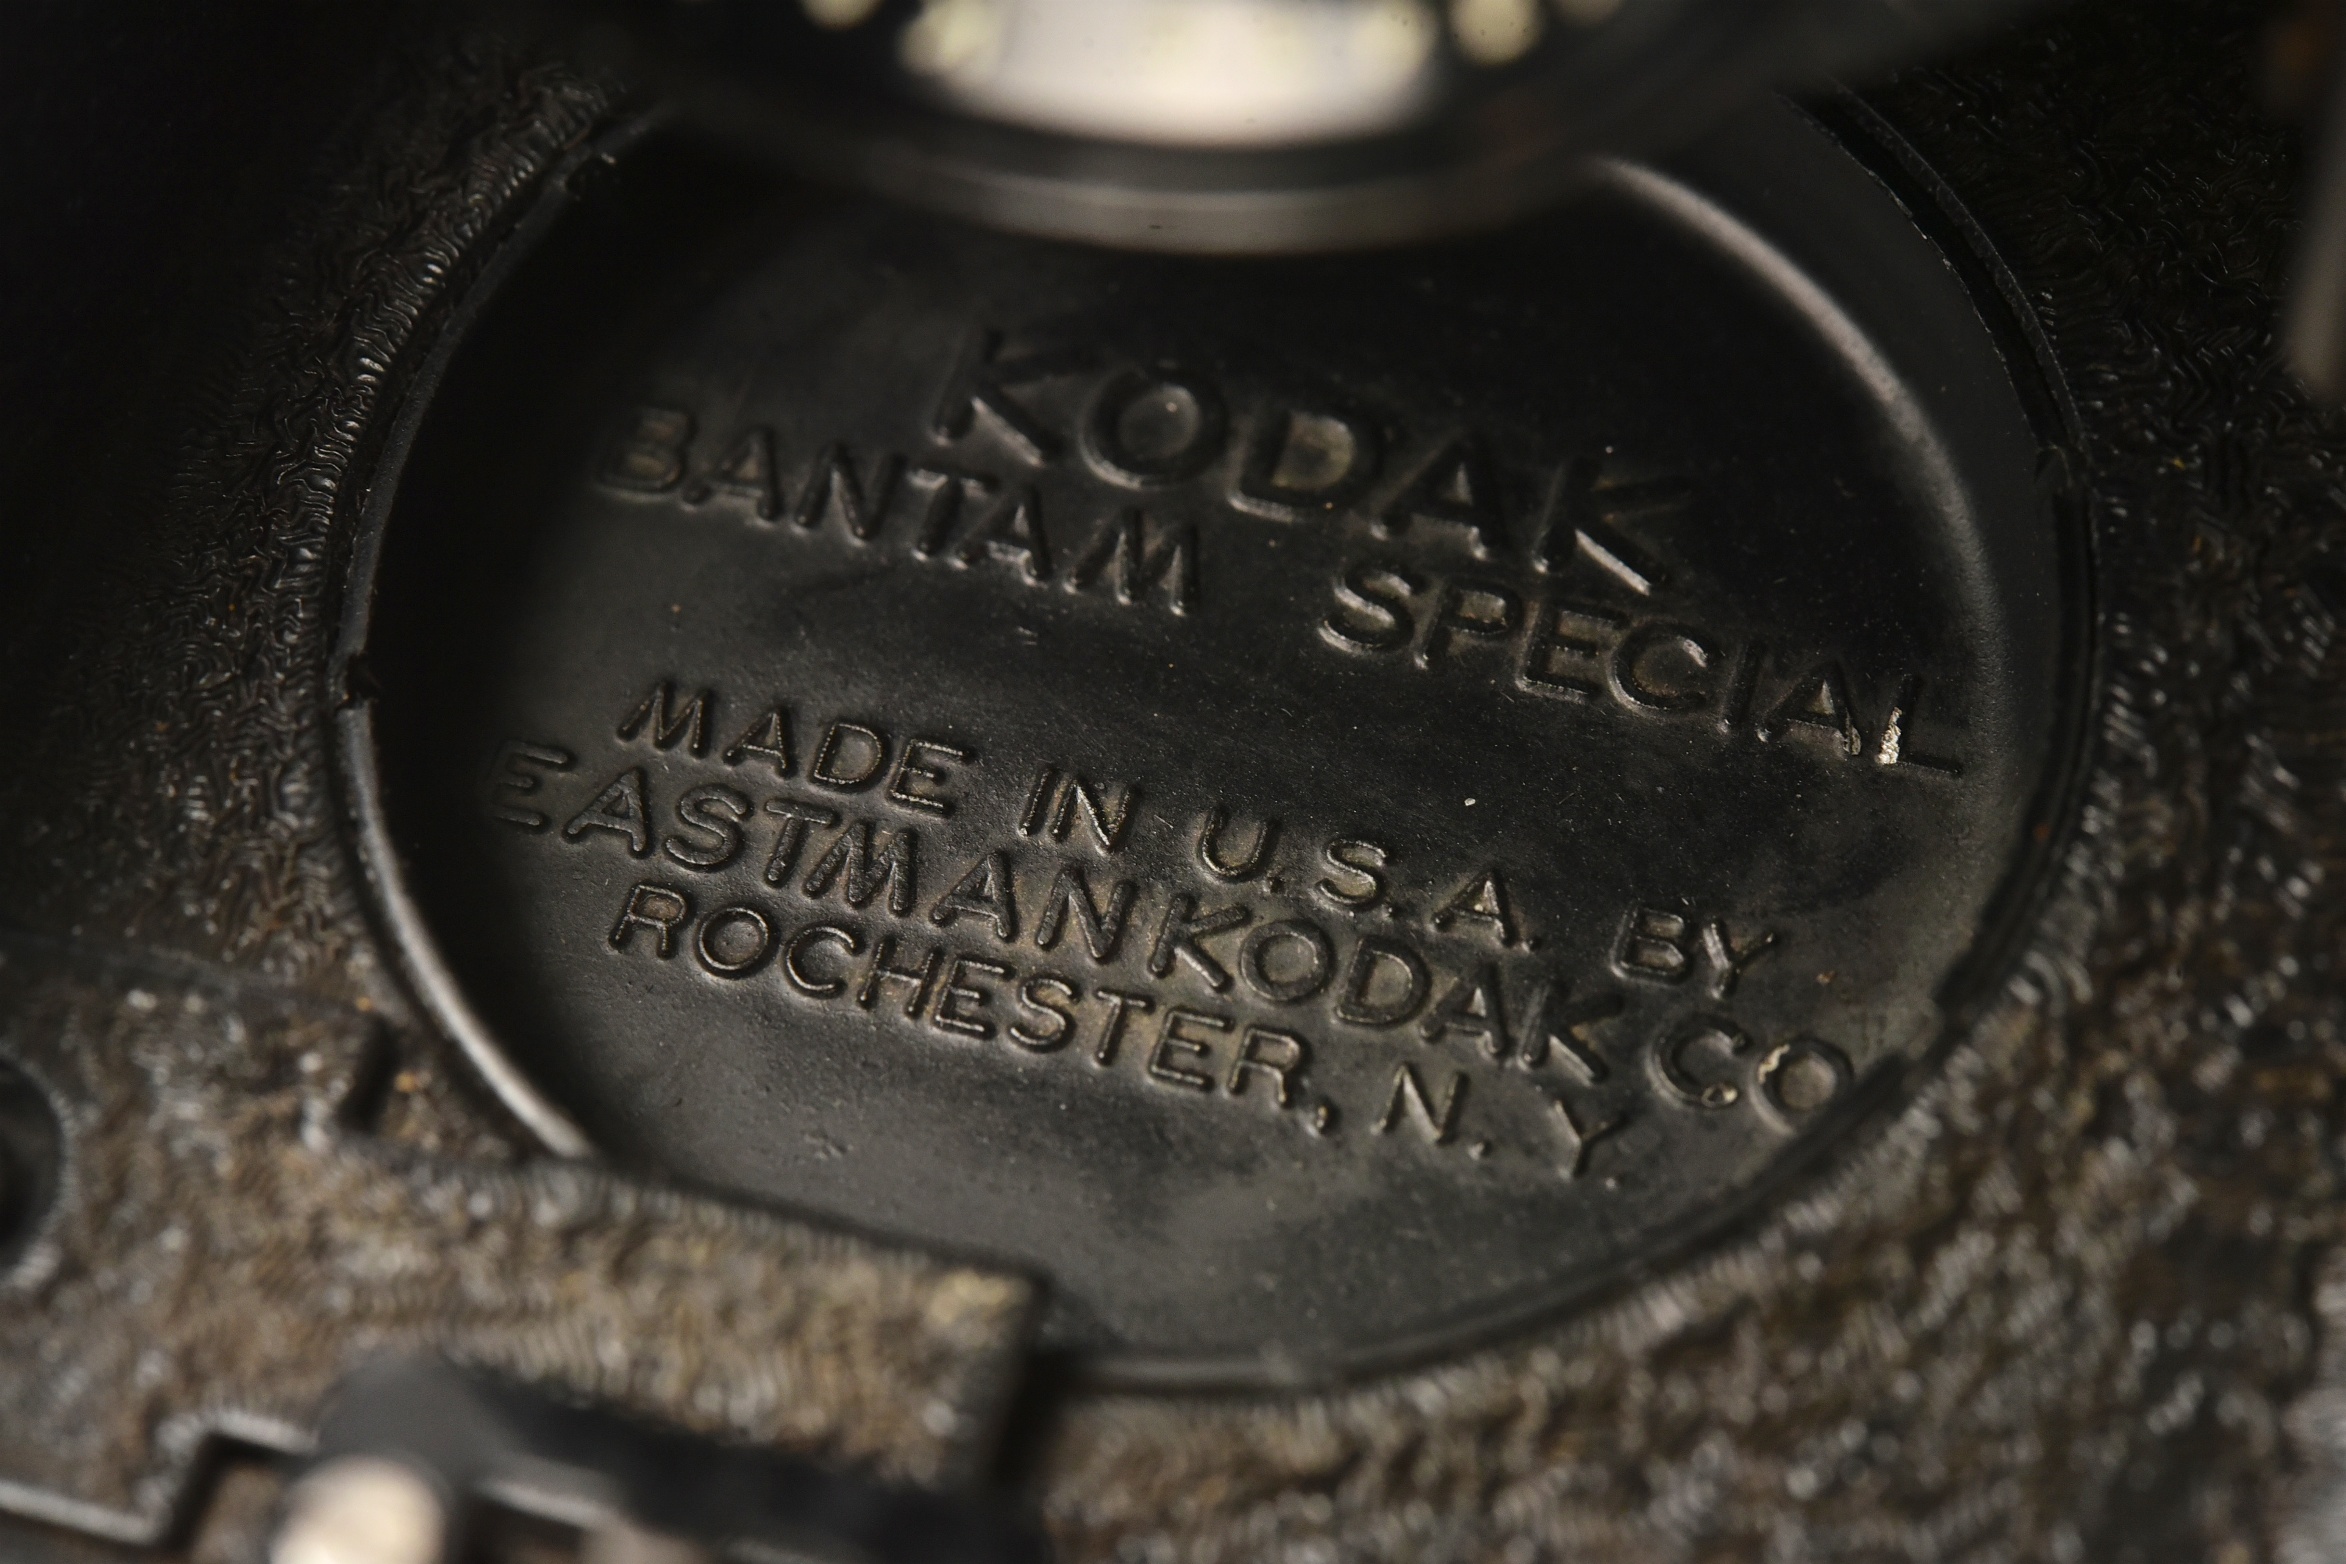 KODAK
BANTAM SPECIAL
MADE IN U.S.A. BY
EASTMAN KODAK CO
ROCHESTER, N. Y